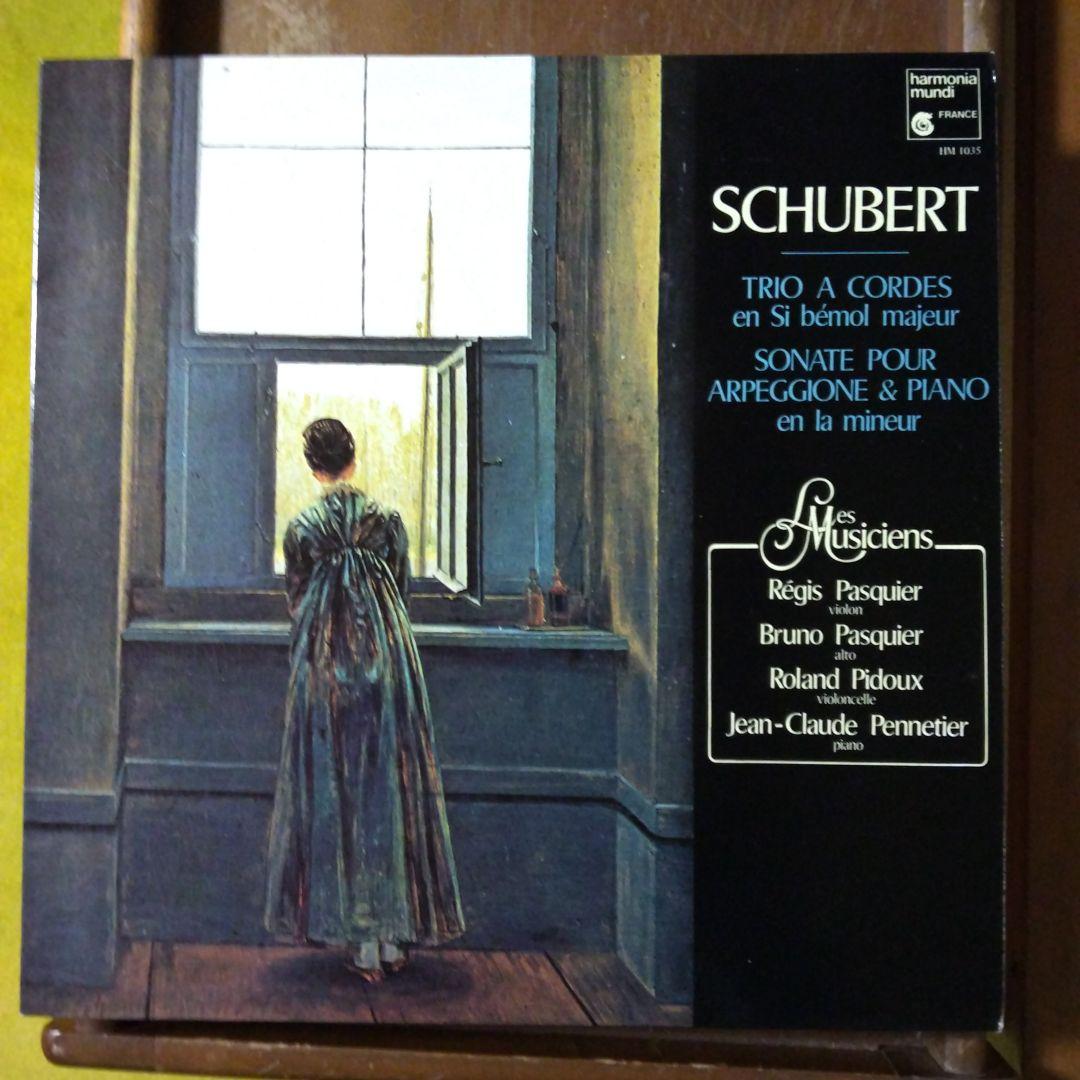 harmonia
mundi
FRANCE
HM 1035
SCHUBERT
TRIO A CORDES
en Si bémol majeur
SONATE POUR
ARPEGGIONE & PIANO
en la mineur
Les
Musiciens
Régis Pasquier
violon
Bruno Pasquier
alto
Roland Pidoux
violoncelle
Jean-Claude Pennetier
piano